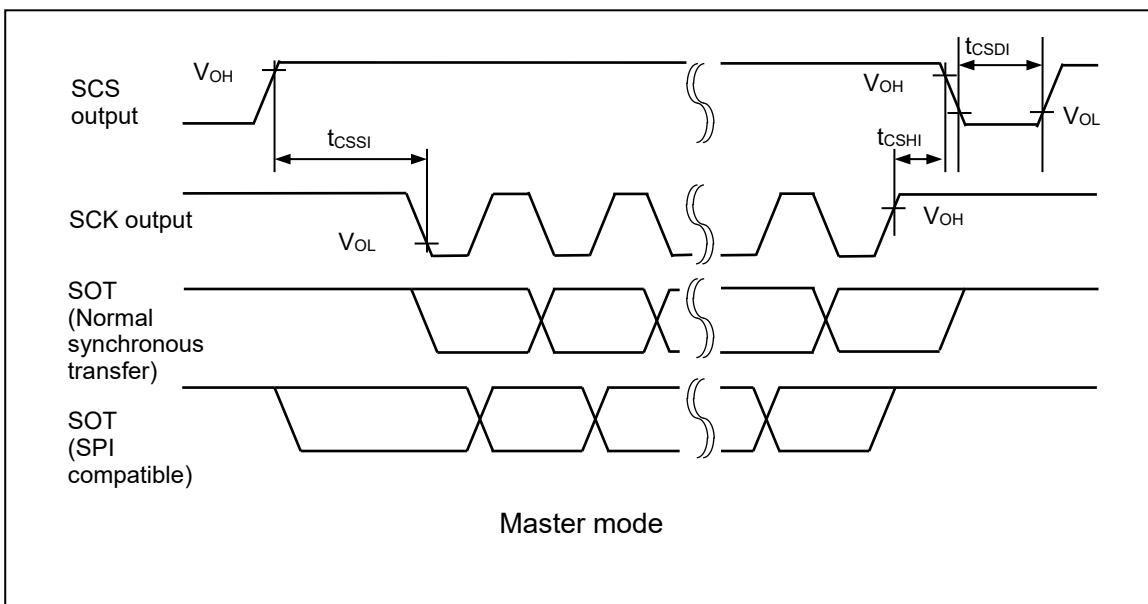 tCSDI
VOH
VOH
SCS
output
VOL
tCSSI
tCSHI
SCK output
VOH
VOL
SOT
(Normal
synchronous
transfer)
SOT
(SPI
compatible)
Master mode